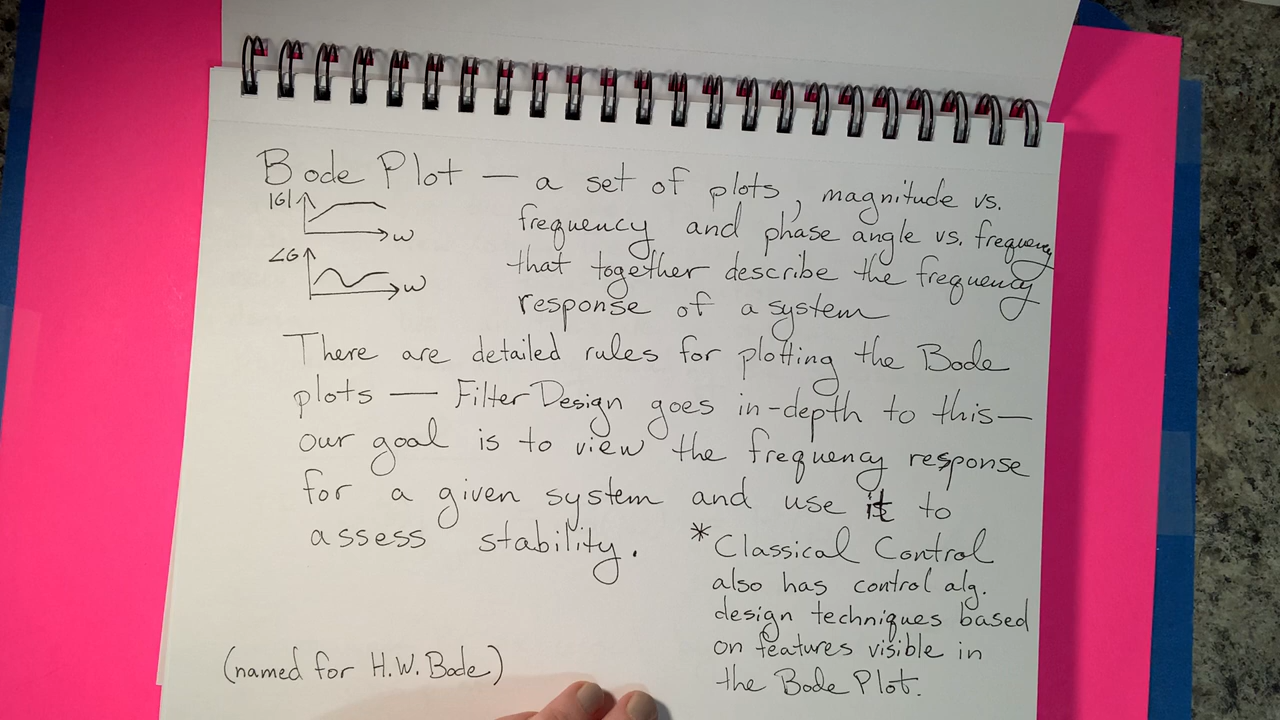 Bode Plot — a set of plots, magnitude vs.
|G|
ω
frequency and phase angle vs. frequency
∠G
ω
that together describe the frequency
response of a system
There are detailed rules for plotting the Bode
plots — Filter Design goes in-depth to this—
our goal is to view the frequency response
for a given system and use it to
assess stability.
*Classical Control
also has control alg.
design techniques based
on features visible in
the Bode Plot.
(named for H.W. Bode)